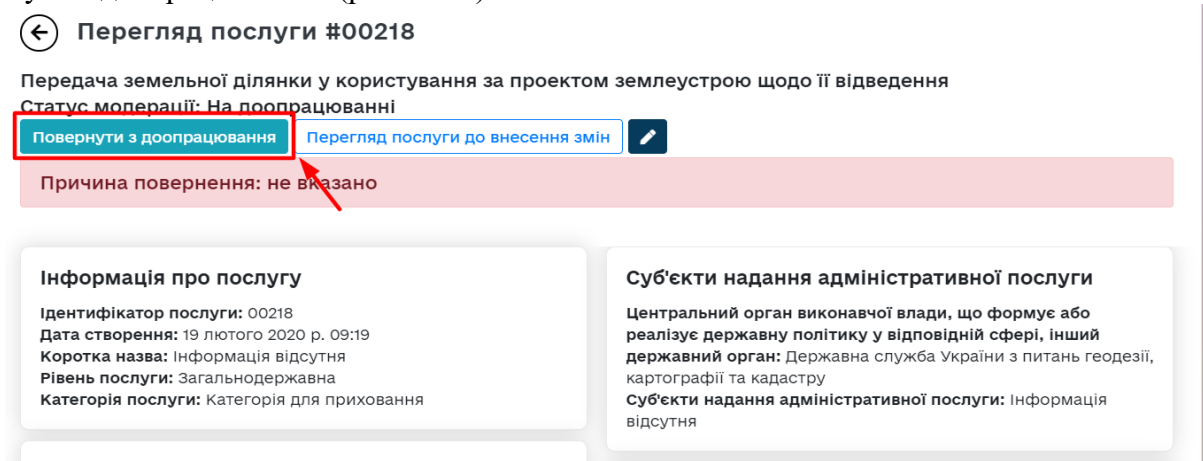 Перегляд послуги #00218
Передача земельної ділянки у користування за проектом землеустрою щодо її відведення
Статус модерації: На доопрацюванні
Повернути з доопрацювання Перегляд послуги до внесення змін
Причина повернення: не вказано
Інформація про послугу
Ідентифікатор послуги: 00218
Дата створення: 19 лютого 2020 р. 09:19
Коротка назва: Інформація відсутня
Рівень послуги: Загальнодержавна
Категорія послуги: Категорія для приховання
Суб'єкти надання адміністративної послуги
Центральний орган виконавчої влади, що формує або
реалізує державну політику у відповідній сфері, інший
державний орган: Державна служба України з питань геодезії,
картографії та кадастру
Суб'єкти надання адміністративної послуги: Інформація
відсутня